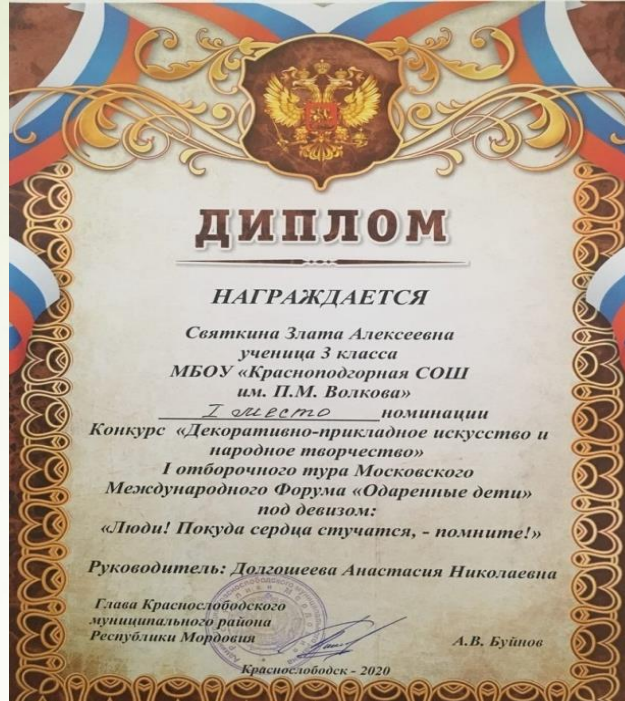 ДИПЛОМ
НАГРАЖДАЕТСЯ
Святкина Злата Алексеевна
ученица 3 класса
МБОУ «Красноподгорная СОШ
им. П.М. Волкова»
I место номинации
Конкурс «Декоративно-прикладное искусство и
народное творчество»
I отборочного тура Московского
Международного Форума «Одаренные дети»
под девизом:
«Люди! Покуда сердца стучатся, - помните!»
Руководитель: Долгошеева Анастасия Николаевна
Глава Краснослободского
муниципального района
Республики Мордовия
А.В. Буйнов
Краснослободск - 2020